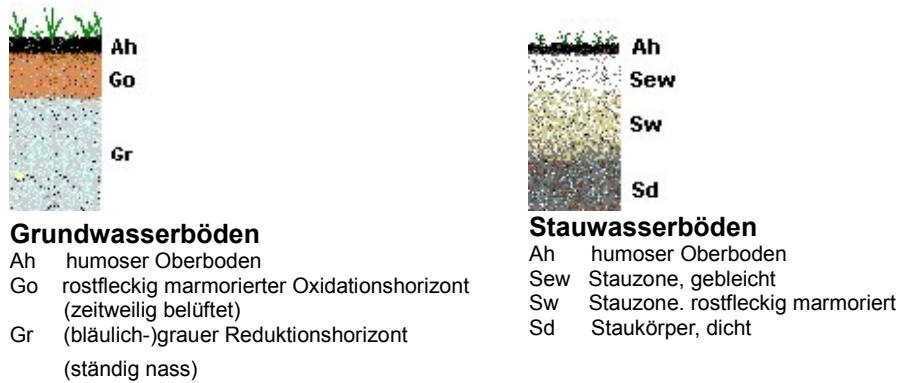 Ah
Go
Gr
Grundwasserböden
Ah humoser Oberboden
Go rostfleckig marmorierter Oxidationshorizont
(zeitweilig belüftet)
Gr (bläulich-)grauer Reduktionshorizont
(ständig nass)
Ah
Sew
Sw
Sd
Stauwasserböden
Ah humoser Oberboden
Sew Stauzone, gebleicht
Sw Stauzone. rostfleckig marmoriert
Sd Staukörper, dicht